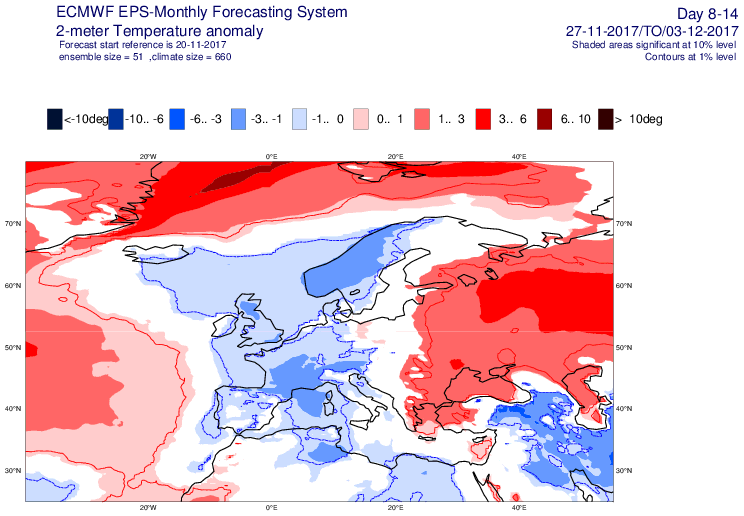 ECMWF EPS-Monthly Forecasting System
2-meter Temperature anomaly
Forecast start reference is 20-11-2017
ensemble size = 51 ,climate size = 660
Day 8-14
27-11-2017/TO/03-12-2017
Shaded areas significant at 10% level
Contours at 1% level
<-10deg -10.. -6 -6.. -3 -3.. -1 -1.. 0 0.. 1 1.. 3 3.. 6 6.. 10 > 10deg
20°W 0°E 20°E 40°E
70°N 70°N
60°N 60°N
50°N 50°N
40°N 40°N
30°N 30°N
20°W 0°E 20°E 40°E